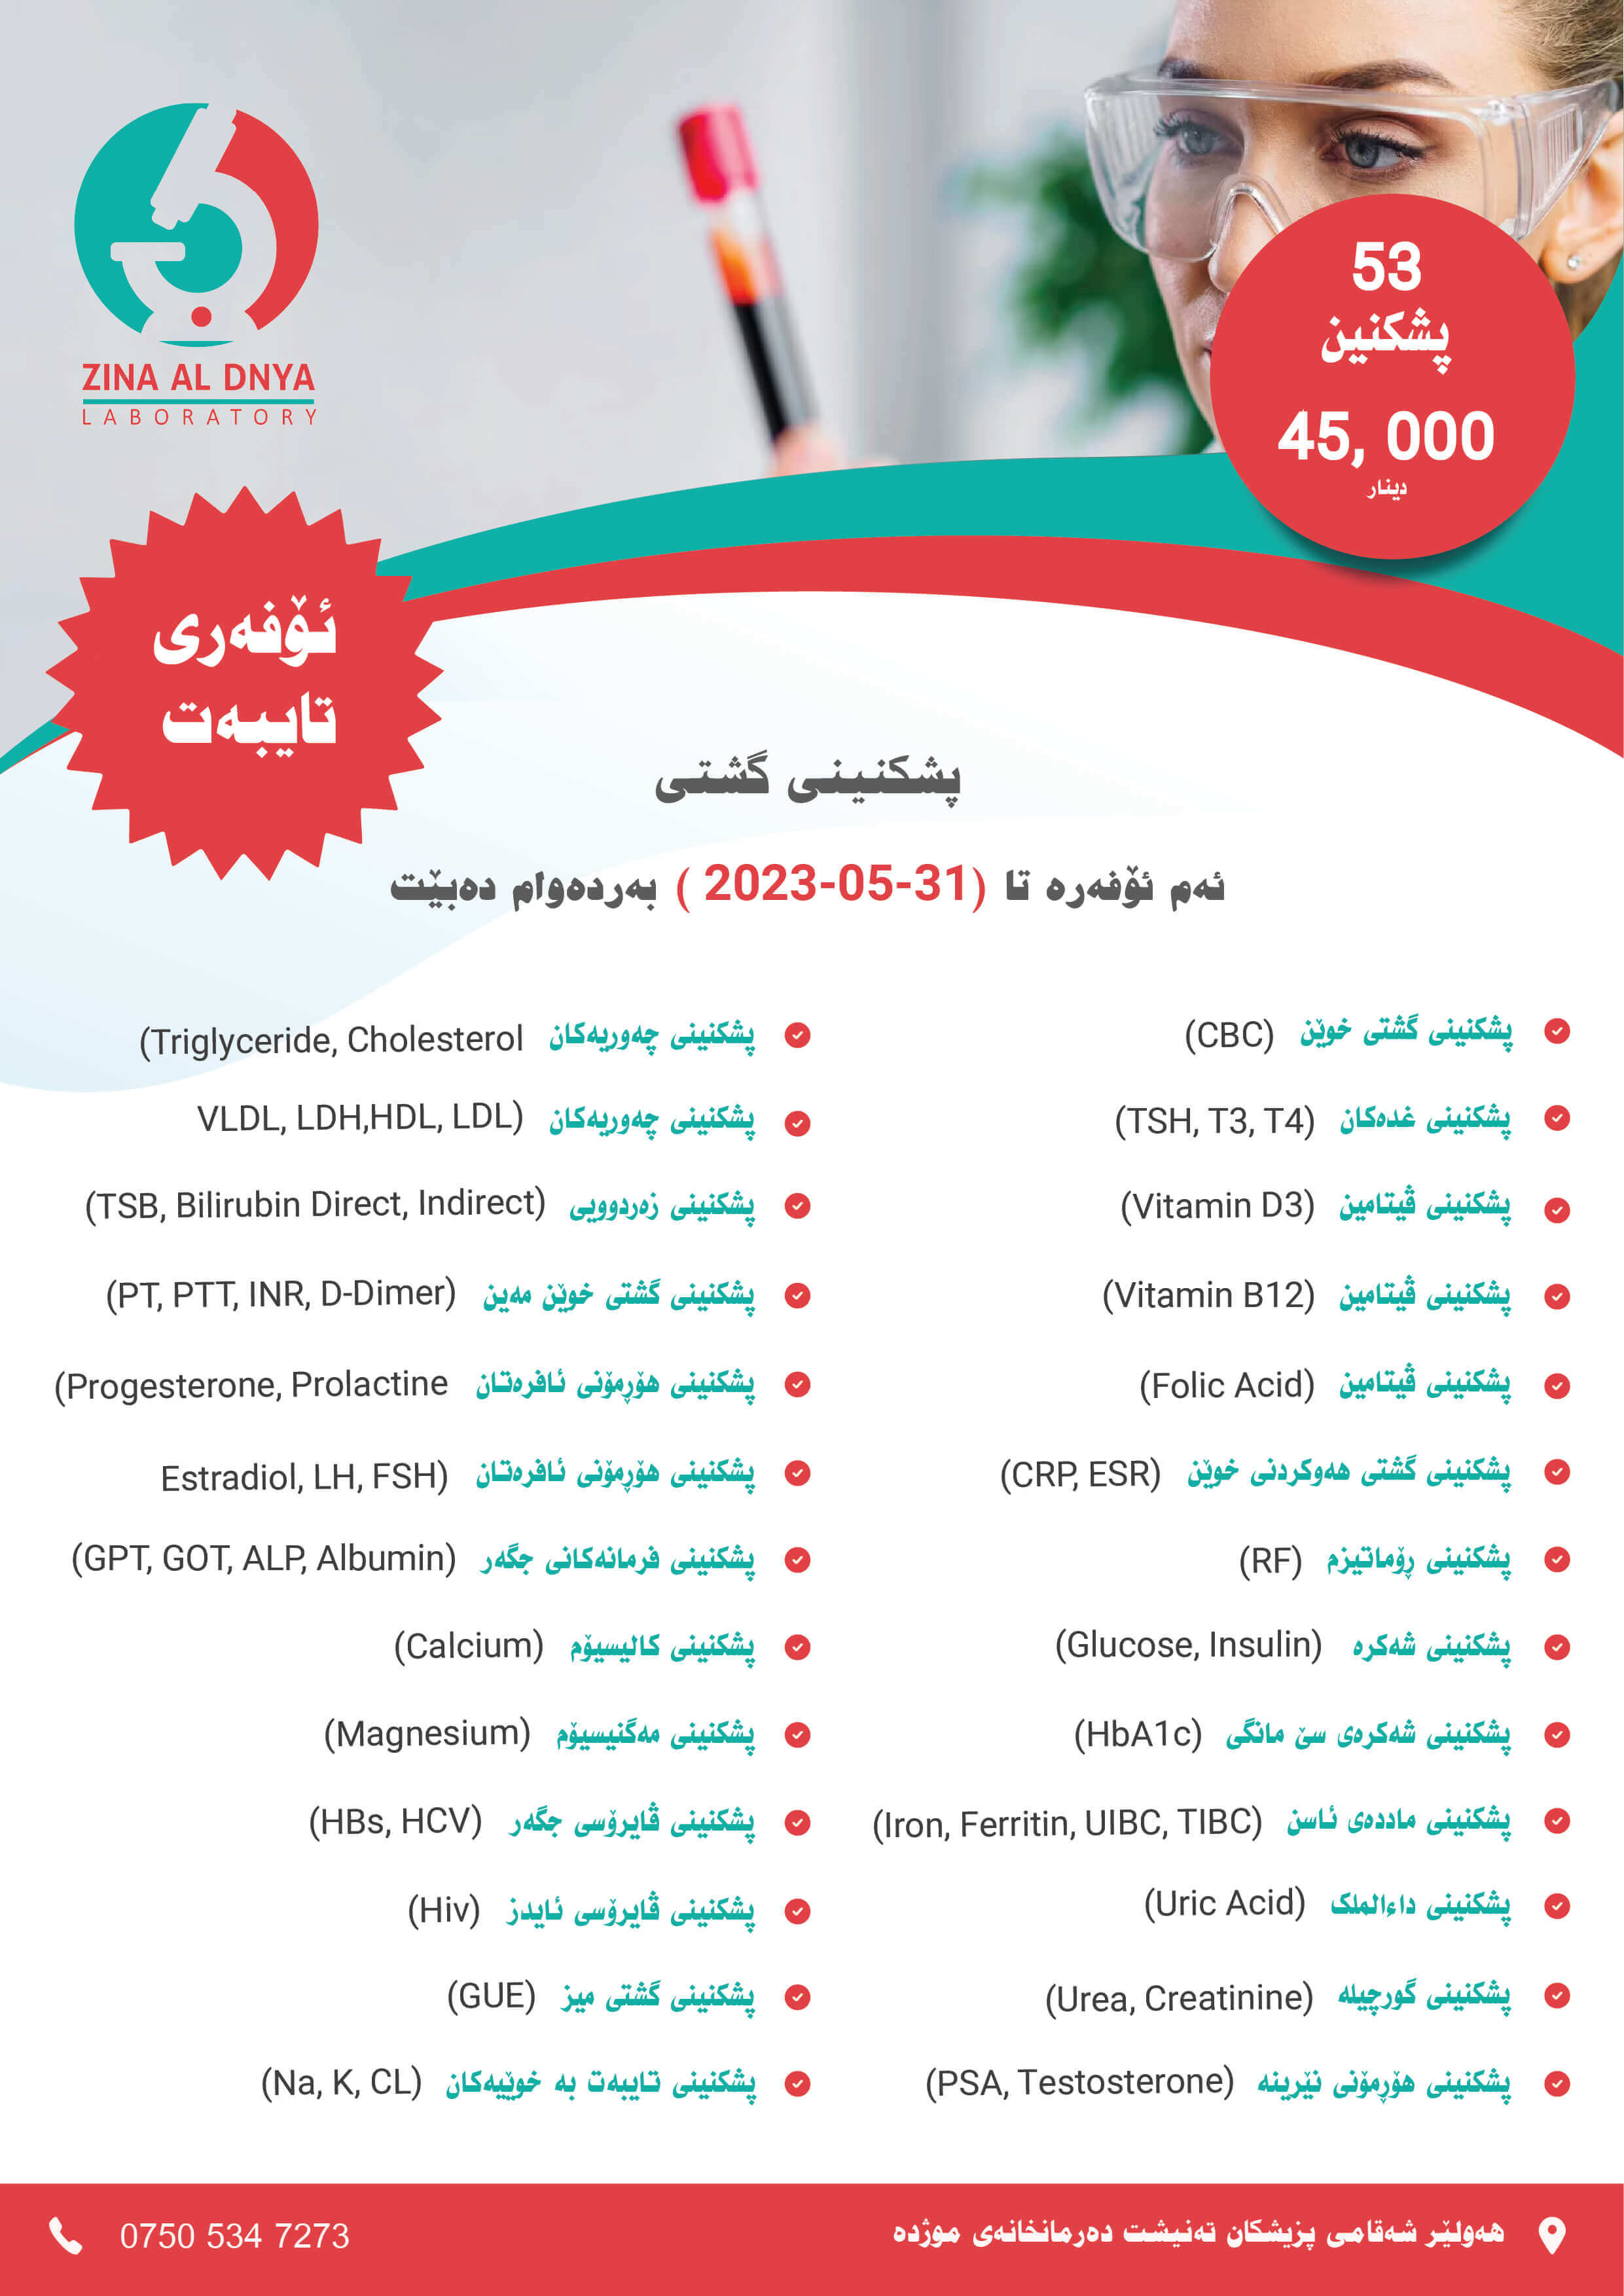 ZINA AL DNYA
LABORATORY
53
پشکنین
45, 000
دینار
ئۆفەری
تایبەت
پشکنینی گشتی
ئەم ئۆفەرە تا (2023-05-31 ) بەردەوام دەبێت
پشکنینی گشتی خوێن (CBC)
پشکنینی غدەکان (TSH, T3, T4)
پشکنینی ڤیتامین (Vitamin D3)
پشکنینی ڤیتامین (Vitamin B12)
پشکنینی ڤیتامین (Folic Acid)
پشکنینی گشتی هەوکردنی خوێن (CRP, ESR)
پشکنینی ڕۆماتیزم (RF)
پشکنینی شەکرە (Glucose, Insulin)
پشکنینی شەکرەی سێ مانگی (HbA1c)
پشکنینی ماددەی ئاسن (Iron, Ferritin, UIBC, TIBC)
پشکنینی داءالملک (Uric Acid)
پشکنینی گورچیلە (Urea, Creatinine)
پشکنینی هۆڕمۆنی نێرینە (PSA, Testosterone)
پشکنینی چەوریەکان (Triglyceride, Cholesterol
پشکنینی چەوریەکان VLDL, LDH,HDL, LDL)
پشکنینی زەردوویی (TSB, Bilirubin Direct, Indirect)
پشکنینی گشتی خوێن مەین (PT, PTT, INR, D-Dimer)
پشکنینی هۆڕمۆنی ئافرەتان (Progesterone, Prolactine
پشکنینی هۆڕمۆنی ئافرەتان Estradiol, LH, FSH)
پشکنینی فرمانەکانی جگەر (GPT, GOT, ALP, Albumin)
پشکنینی کالیسیۆم (Calcium)
پشکنینی مەگنیسیۆم (Magnesium)
پشکنینی ڤایرۆسی جگەر (HBs, HCV)
پشکنینی ڤایرۆسی ئایدز (Hiv)
پشکنینی گشتی میز (GUE)
پشکنینی تایبەت بە خوێیەکان (Na, K, CL)
هەولێر شەقامی پزیشکان تەنیشت دەرمانخانەی موژدە
0750 534 7273